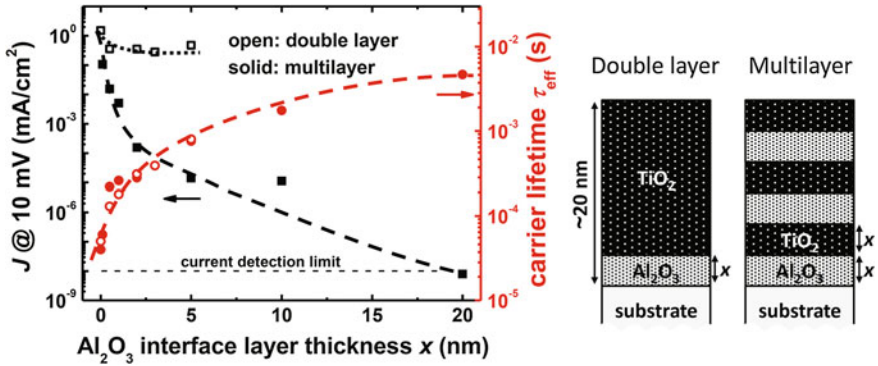 open: double layer
solid: multilayer
current detection limit
J @ 10 mV (mA/cm²)
10⁰
10⁻³
10⁻⁶
10⁻⁹
0
5
10
15
20
Al₂O₃ interface layer thickness x (nm)
10⁻²
10⁻³
10⁻⁴
10⁻⁵
carrier lifetime τeff (s)
Double layer
Multilayer
~20 nm
TiO₂
TiO₂
x
Al₂O₃
x
Al₂O₃
x
substrate
substrate